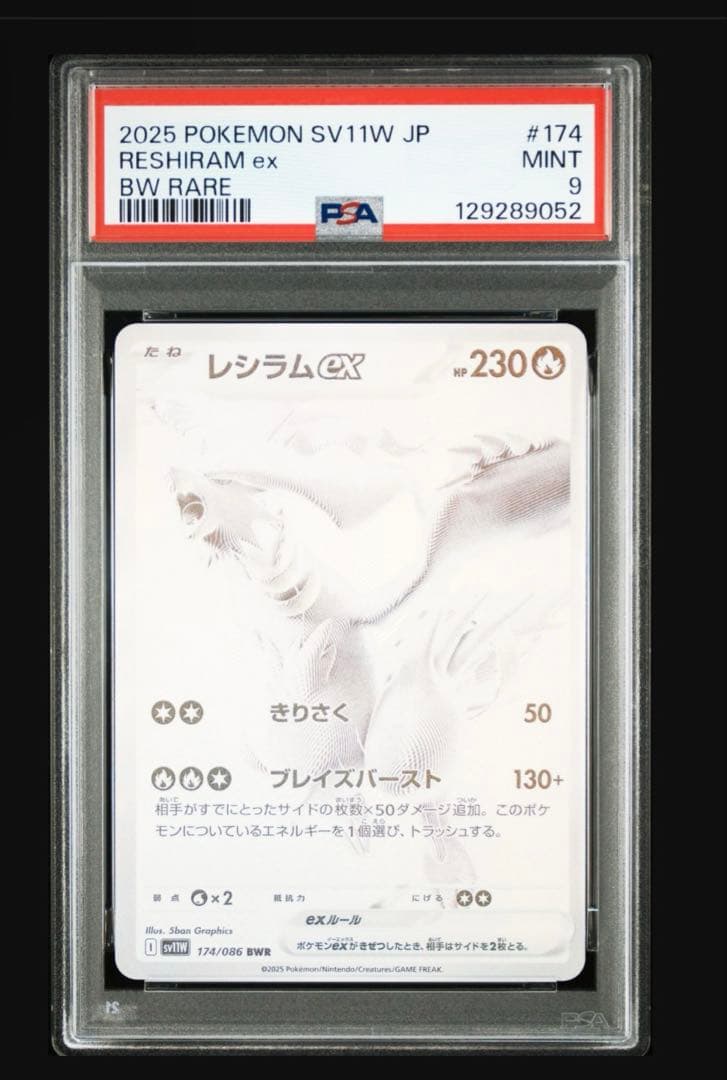 2025 POKEMON SV11W JP #174
RESHIRAM ex MINT
BW RARE 9
PSA 129289052
たね レシラムex HP 230
きりさく 50
ブレイズバースト 130+
相手がすでにとったサイドの枚数×50ダメージ追加。このポケ
モンについているエネルギーを1個選び、トラッシュする。
弱点 ×2 抵抗力 にげる
exルール
ポケモンexがきぜつしたとき、相手はサイドを2枚とる。
Illus. 5ban Graphics
I sv11W 174/086 BWR
©2025 Pokémon/Nintendo/Creatures/GAME FREAK.
PSA